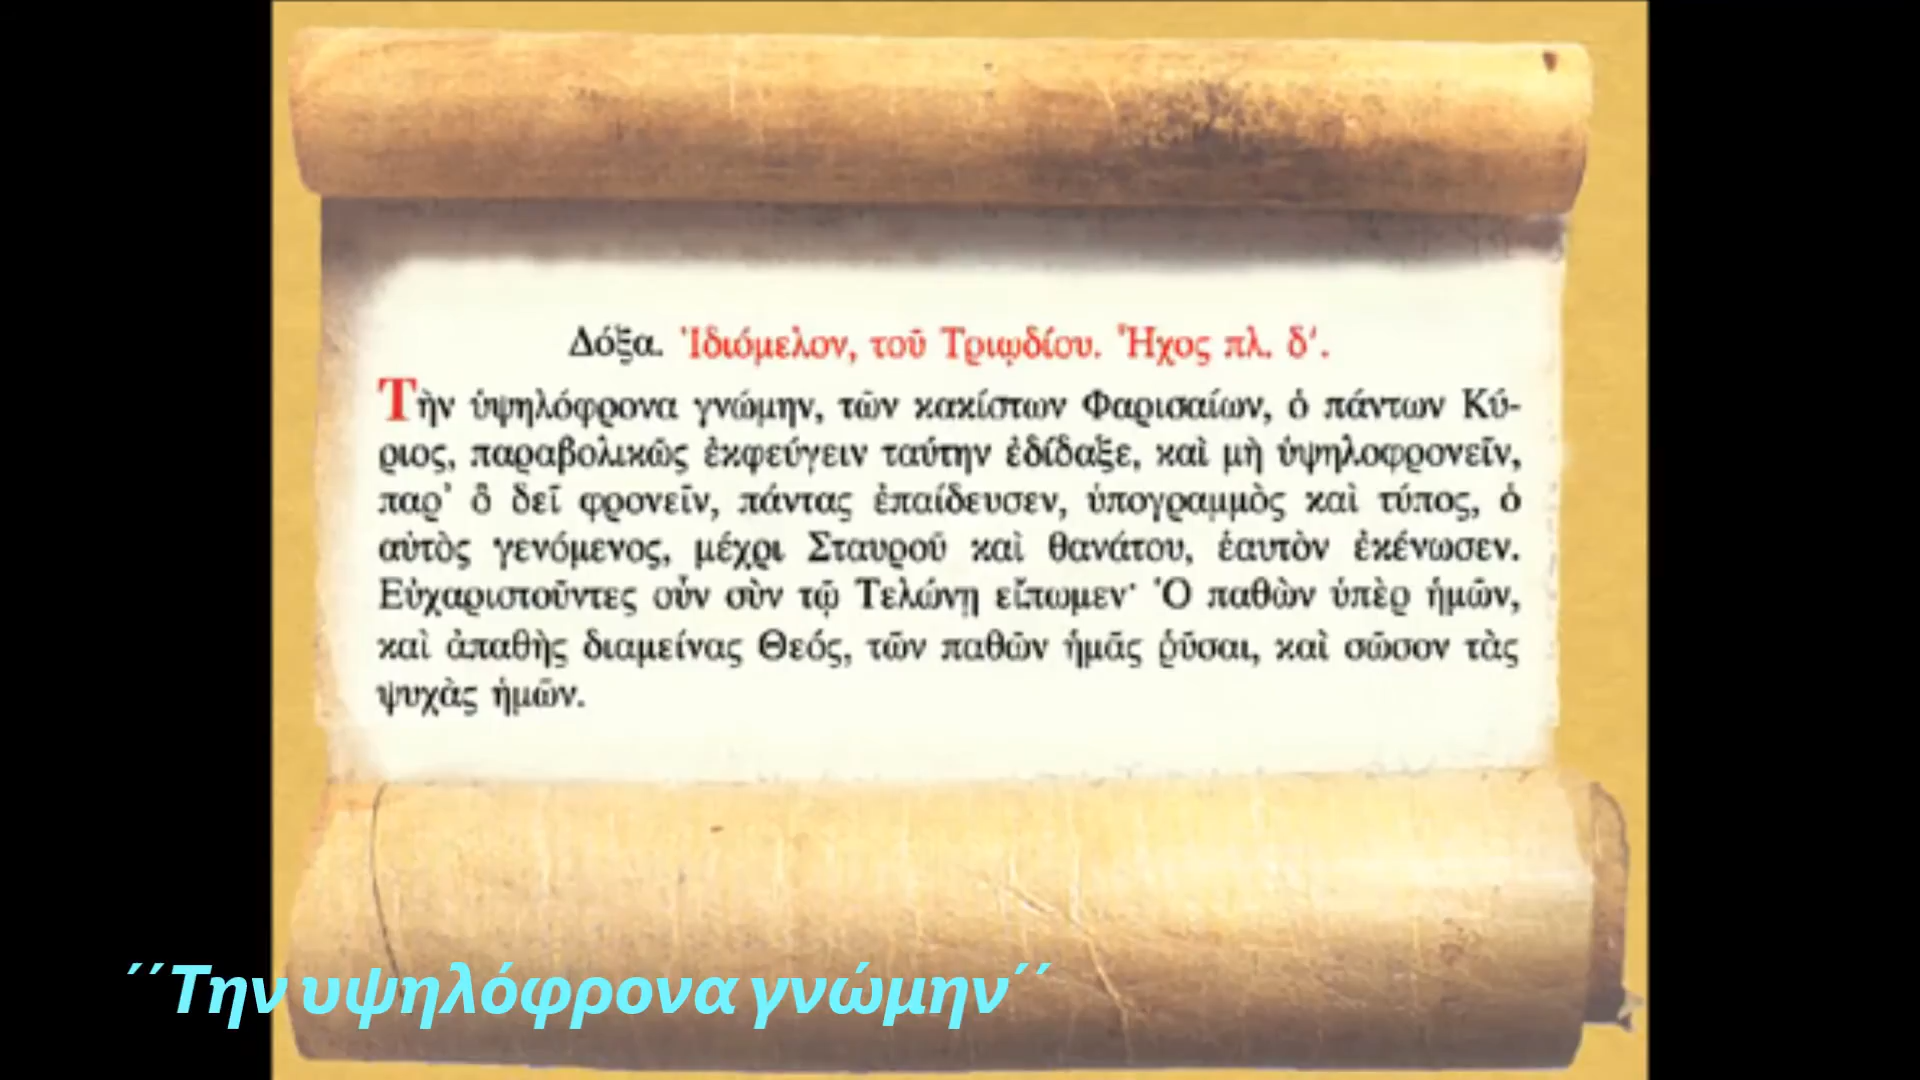 Δόξα. Ἰδιόμελον, τοῦ Τριῳδίου. Ἦχος πλ. δʹ.
Τὴν ὑψηλόφρονα γνώμην, τῶν κακίστων Φαρισαίων, ὁ πάντων Κύ-
ριος, παραβολικῶς ἐκφεύγειν ταύτην ἐδίδαξε, καὶ μὴ ὑψηλοφρονεῖν,
παρ' ὃ δεῖ φρονεῖν, πάντας ἐπαίδευσεν, ὑπογραμμὸς καὶ τύπος, ὁ
αὐτὸς γενόμενος, μέχρι Σταυροῦ καὶ θανάτου, ἑαυτὸν ἐκένωσεν.
Εὐχαριστοῦντες οὖν σὺν τῷ Τελώνῃ εἴπωμεν· Ὁ παθὼν ὑπὲρ ἡμῶν,
καὶ ἀπαθὴς διαμείνας Θεός, τῶν παθῶν ἡμᾶς ῥῦσαι, καὶ σῶσον τὰς
ψυχὰς ἡμῶν.
΄΄Την υψηλόφρονα γνώμην΄΄